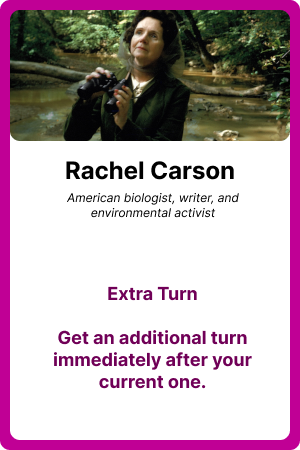 Rachel Carson
American biologist, writer, and
environmental activist
Extra Turn
Get an additional turn
immediately after your
current one.